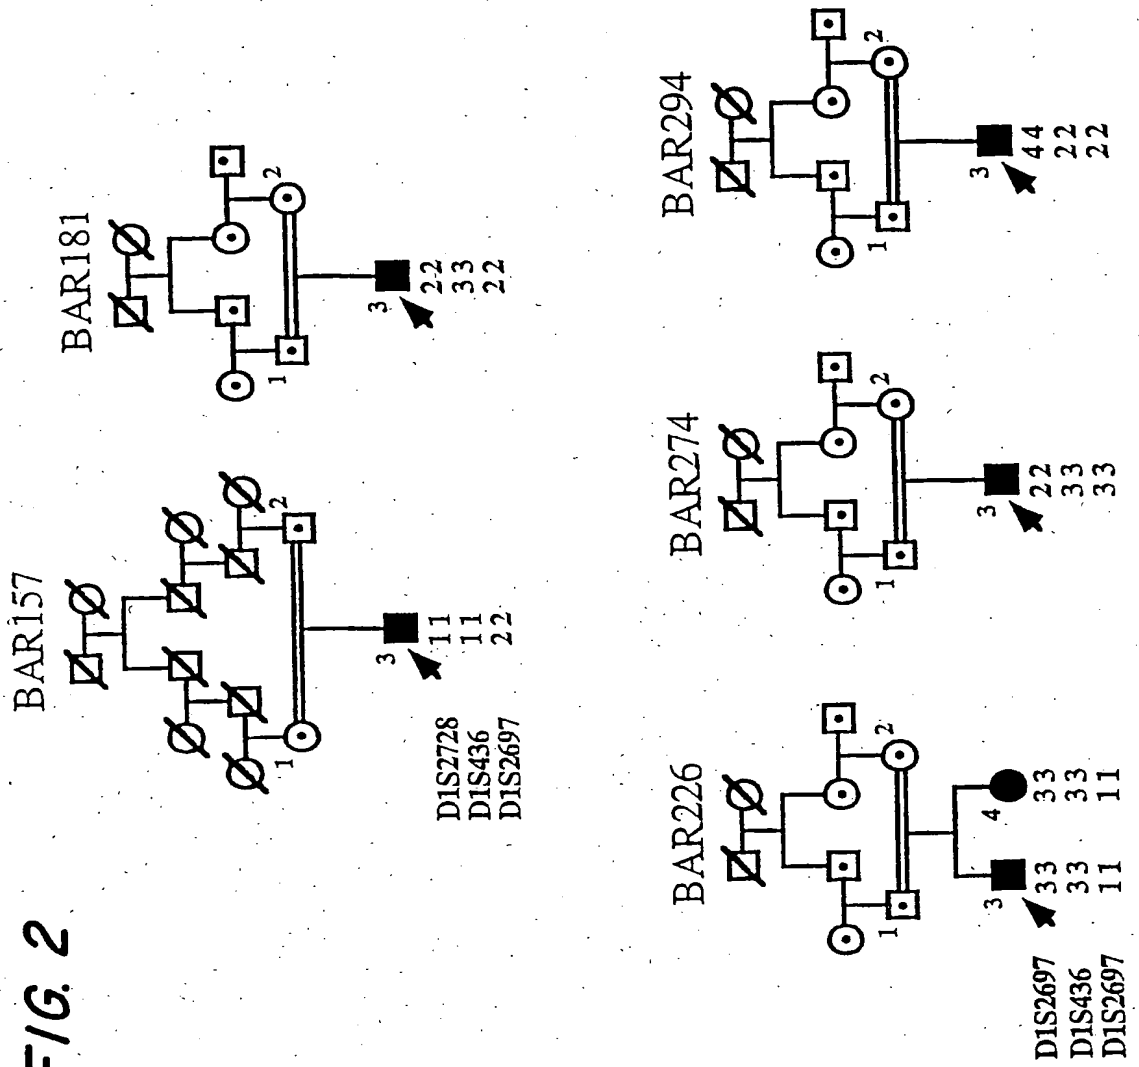 FIG. 2
BAR157
1
2
3
D1S2728 11
D1S436 11
D1S2697 22
BAR181
1
2
3
22
33
22
BAR226
1
2
3
4
D1S2697 33 33
D1S436 33 33
D1S2697 11 11
BAR274
1
2
3
22
33
33
BAR294
1
2
3
44
22
22